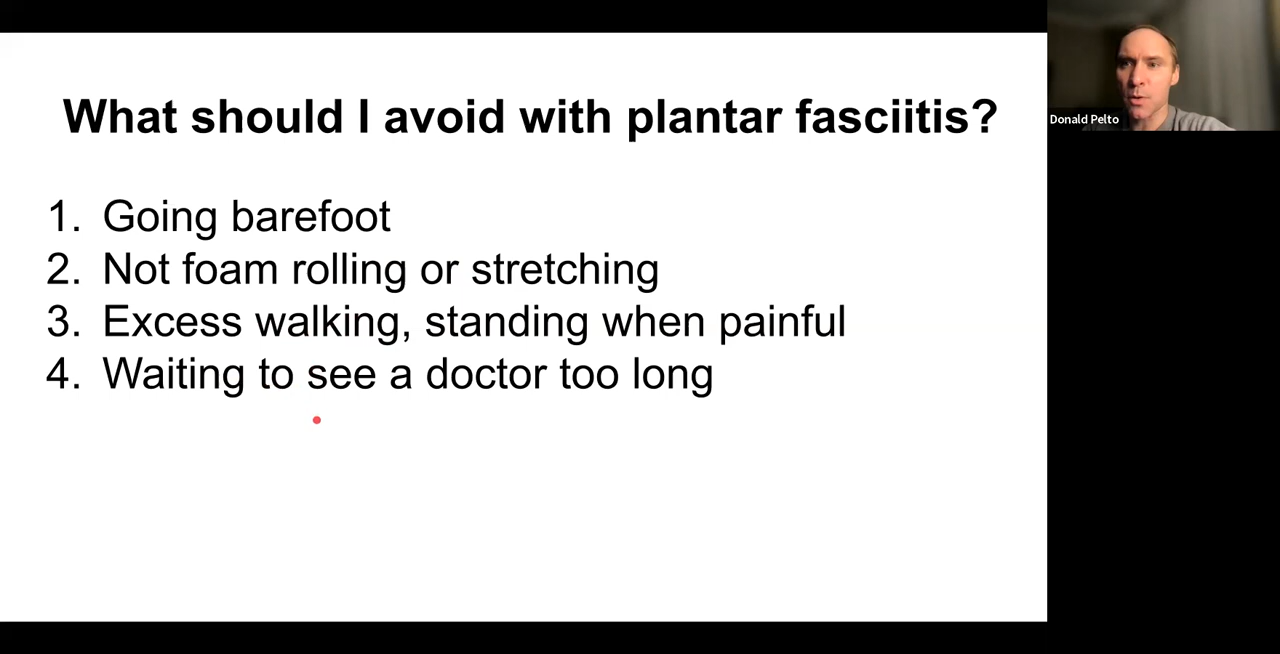 What should I avoid with plantar fasciitis?
1. Going barefoot
2. Not foam rolling or stretching
3. Excess walking, standing when painful
4. Waiting to see a doctor too long
Donald Pelto